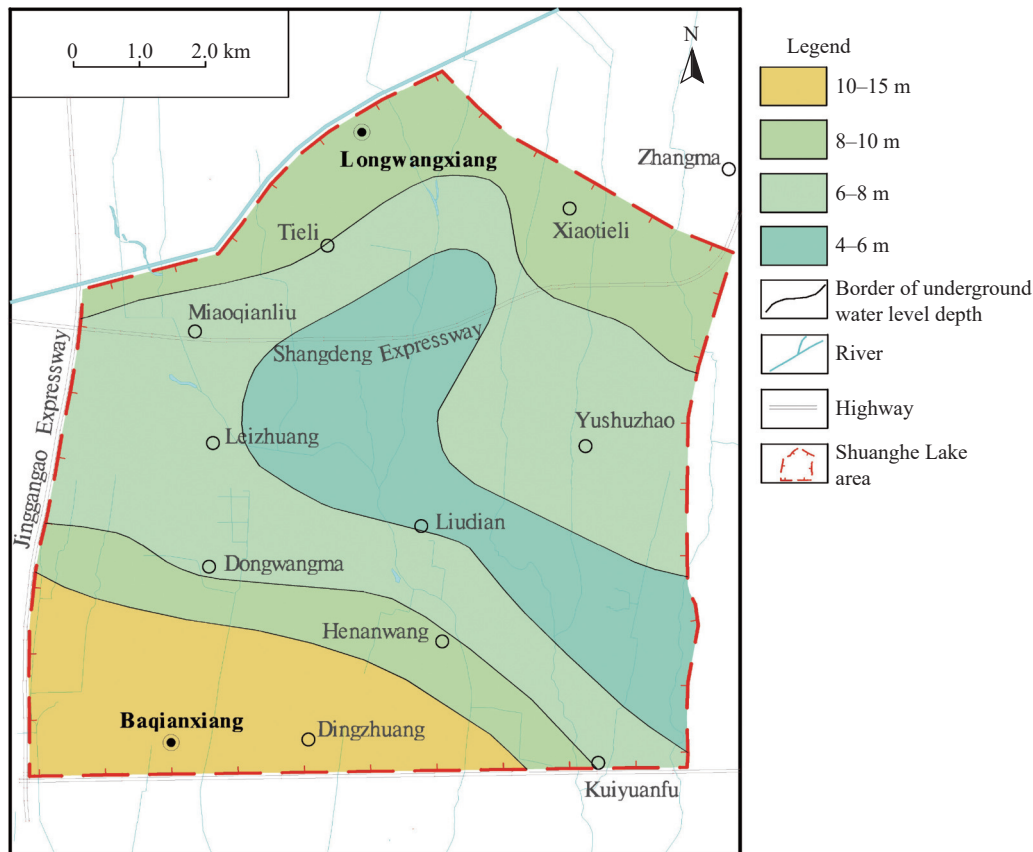 0 1.0 2.0 km
N
Longwangxiang
Zhangma
Tieli
Xiaotieli
Miaoqianliu
Shangdeng Expressway
Jinggangao Expressway
Leizhuang
Yushuzhao
Liudian
Dongwangma
Henanwang
Baqianxiang
Dingzhuang
Kuiyuanfu
Legend
10–15 m
8–10 m
6–8 m
4–6 m
Border of underground
water level depth
River
Highway
Shuanghe Lake
area